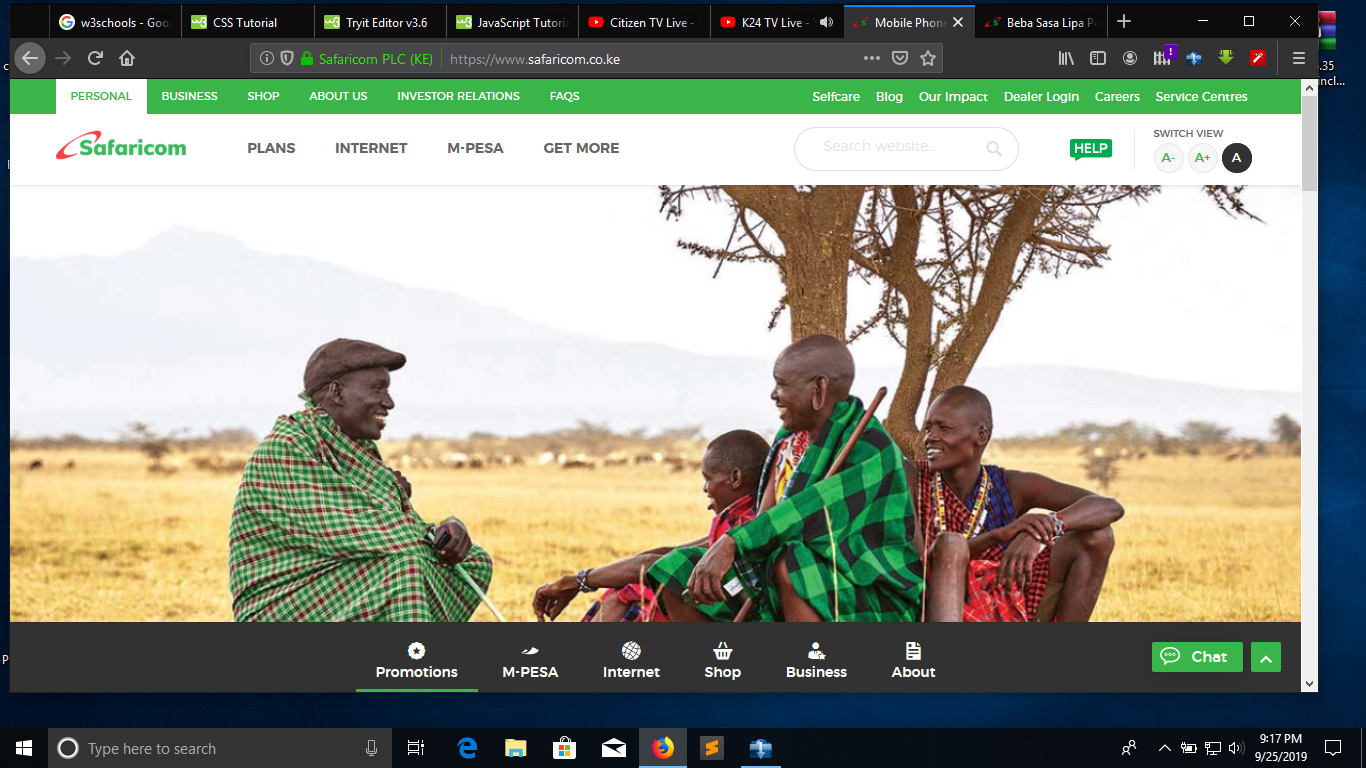 w3schools - Goo
CSS Tutorial
Tryit Editor v3.6
JavaScript Tutoria
Citizen TV Live - Y
K24 TV Live - Y
Mobile Phone
Beba Sasa Lipa Po
Safaricom PLC (KE)
https://www.safaricom.co.ke
PERSONAL BUSINESS SHOP ABOUT US INVESTOR RELATIONS FAQS
Selfcare Blog Our Impact Dealer Login Careers Service Centres
Safaricom
PLANS INTERNET M-PESA GET MORE
Search website...
HELP
SWITCH VIEW
A- A+ A
Promotions M-PESA Internet Shop Business About
Chat
Type here to search
9:17 PM
9/25/2019